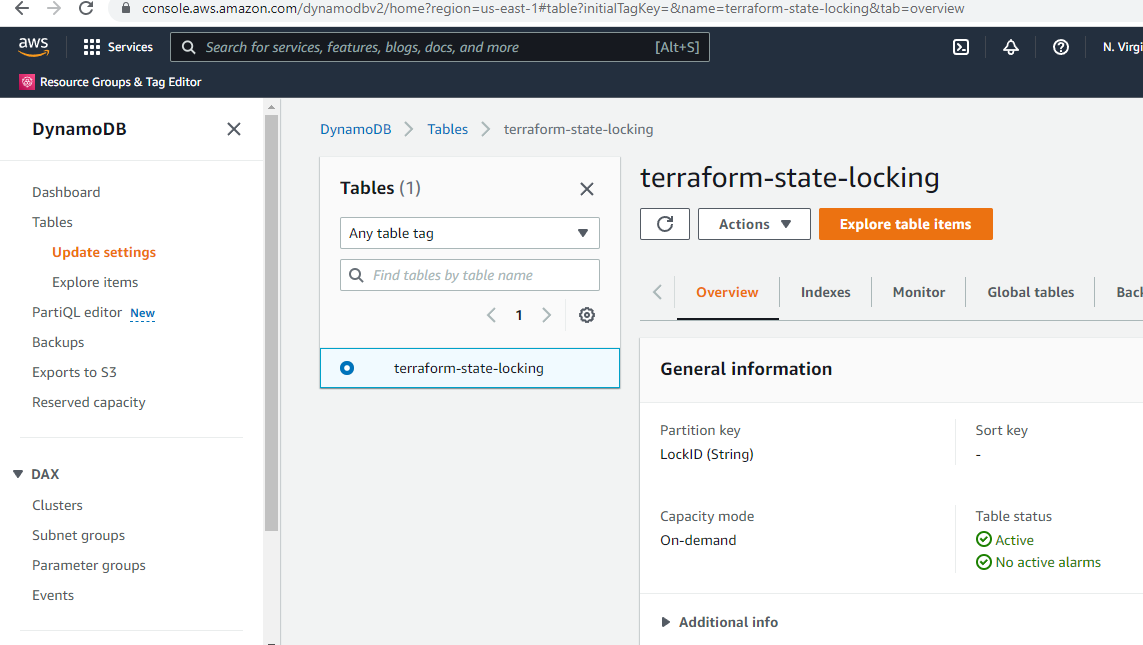 console.aws.amazon.com/dynamodbv2/home?region=us-east-1#table?initialTagKey=&name=terraform-state-locking&tab=overview
aws
Services
Search for services, features, blogs, docs, and more
[Alt+S]
N. Virgi
Resource Groups & Tag Editor
DynamoDB
Dashboard
Tables
Update settings
Explore items
PartiQL editor New
Backups
Exports to S3
Reserved capacity
DAX
Clusters
Subnet groups
Parameter groups
Events
DynamoDB
Tables
terraform-state-locking
Tables (1)
Any table tag
Find tables by table name
1
terraform-state-locking
terraform-state-locking
Actions
Explore table items
Overview
Indexes
Monitor
Global tables
Back
General information
Partition key
LockID (String)
Sort key
-
Capacity mode
On-demand
Table status
Active
No active alarms
Additional info